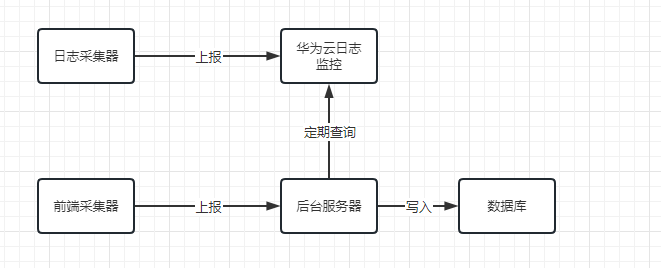 日志采集器
上报
华为云日志
监控
定期查询
前端采集器
上报
后台服务器
写入
数据库